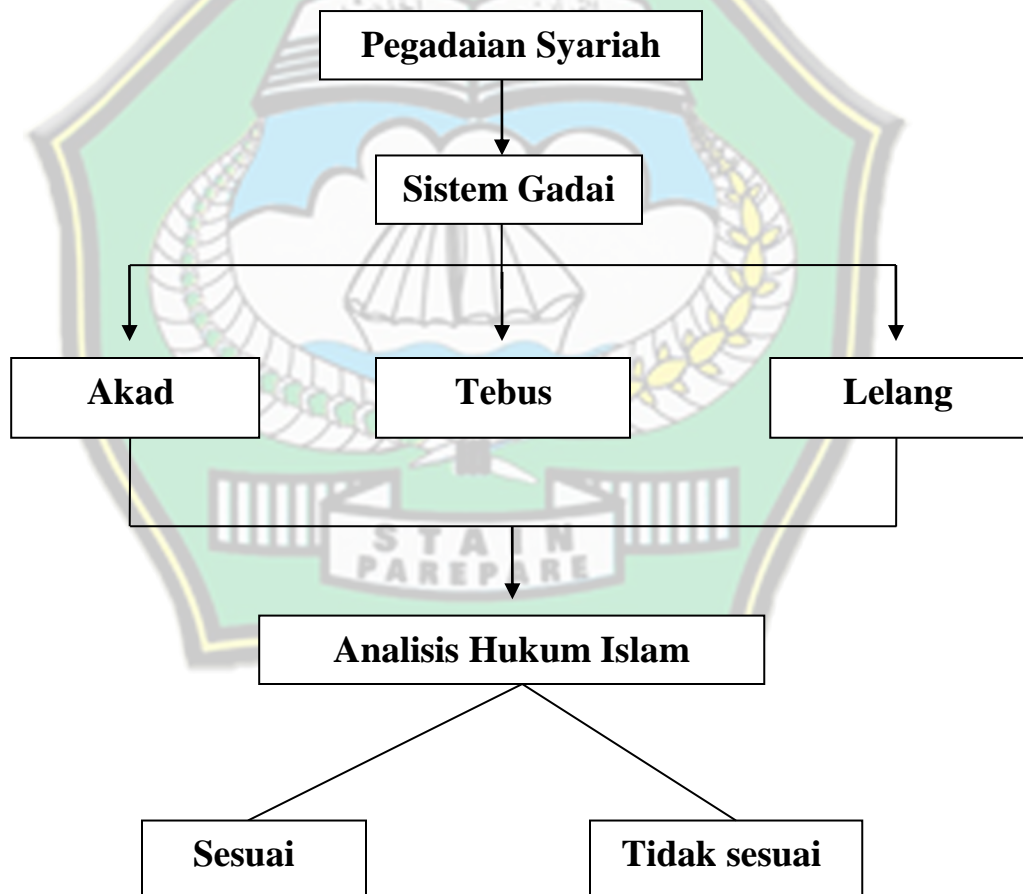 Pegadaian Syariah
Sistem Gadai
Akad
Tebus
Lelang
STAIN
PAREPARE
Analisis Hukum Islam
Sesuai
Tidak sesuai